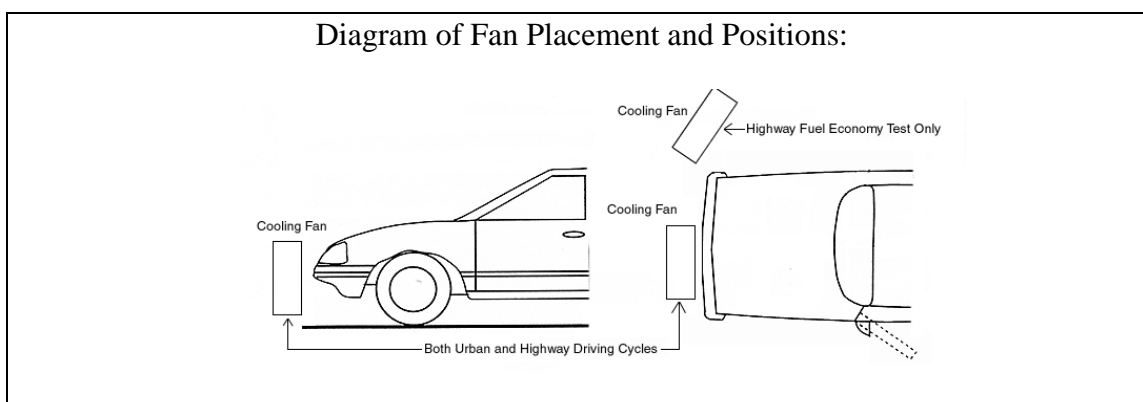 Diagram of Fan Placement and Positions:
Cooling Fan
Highway Fuel Economy Test Only
Cooling Fan
Cooling Fan
Both Urban and Highway Driving Cycles